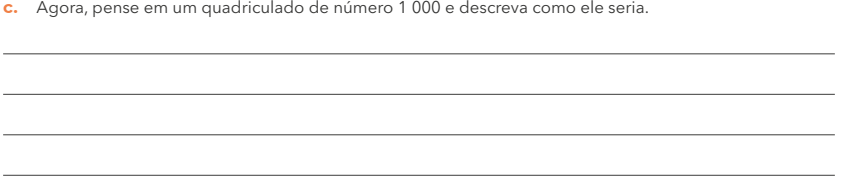 c. Agora, pense em um quadriculado de número 1 000 e descreva como ele seria.